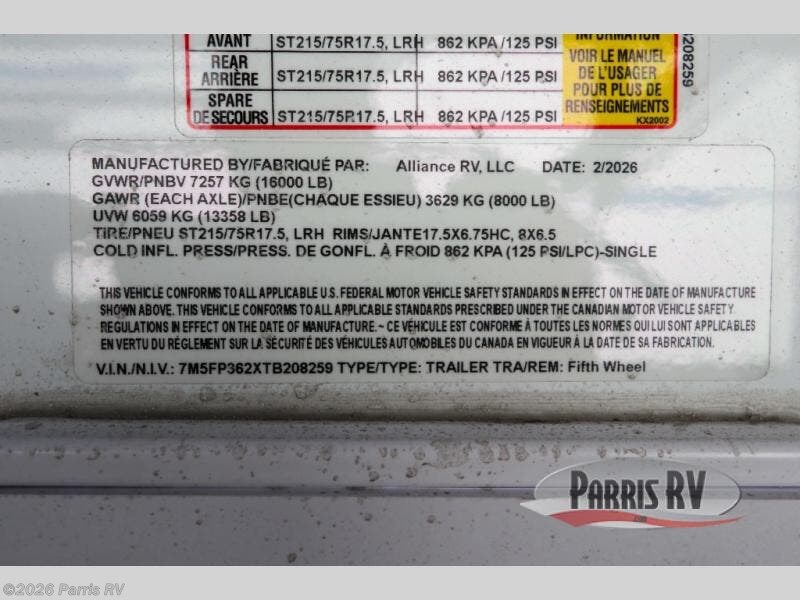 AVANT ST215/75R17.5, LRH 862 KPA /125 PSI
REAR
ARRIÈRE ST215/75R17.5, LRH 862 KPA /125 PSI
SPARE
DE SECOURS ST215/75R17.5, LRH 862 KPA /125 PSI
INFORMATION
VOIR LE MANUEL
DE L'USAGER
POUR PLUS DE
RENSEIGNEMENTS
KX2002
208259
MANUFACTURED BY/FABRIQUÉ PAR: Alliance RV, LLC DATE: 2/2026
GVWR/PNBV 7257 KG (16000 LB)
GAWR (EACH AXLE)/PNBE(CHAQUE ESSIEU) 3629 KG (8000 LB)
UVW 6059 KG (13358 LB)
TIRE/PNEU ST215/75R17.5, LRH RIMS/JANTE17.5X6.75HC, 8X6.5
COLD INFL. PRESS/PRESS. DE GONFL. À FROID 862 KPA (125 PSI/LPC)-SINGLE
THIS VEHICLE CONFORMS TO ALL APPLICABLE U.S. FEDERAL MOTOR VEHICLE SAFETY STANDARDS IN EFFECT ON THE DATE OF MANUFACTURE
SHOWN ABOVE. THIS VEHICLE CONFORMS TO ALL APPLICABLE STANDARDS PRESCRIBED UNDER THE CANADIAN MOTOR VEHICLE SAFETY
REGULATIONS IN EFFECT ON THE DATE OF MANUFACTURE.~ CE VÉHICULE EST CONFORME À TOUTES LES NORMES QUI LUI SONT APPLICABLES
EN VERTU DU RÉGLEMENT SUR LA SÉCURITÉ DES VÉHICULES AUTOMOBILES DU CANADA EN VIGUEUR À LA DATE DE SA FABRICATION.
V.I.N./N.I.V.: 7M5FP362XTB208259 TYPE/TYPE: TRAILER TRA/REM: Fifth Wheel
PARRIS RV
©2026 Parris RV